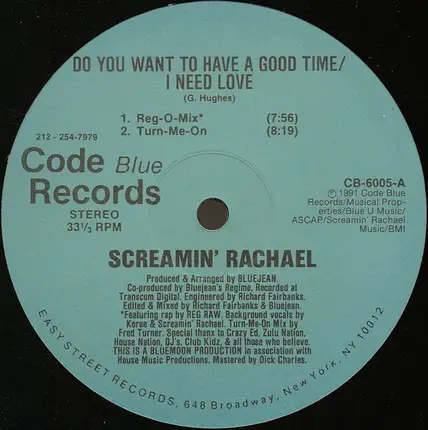 DO YOU WANT TO HAVE A GOOD TIME/
I NEED LOVE
(G. Hughes)
1. Reg-O-Mix* (7:56)
2. Turn-Me-On (8:19)
212 - 254-7979
Code Blue
Records
STEREO
33 1/3 RPM
CB-6005-A
℗ 1991 Code Blue
Records/Musical Prop-
erties/Blue U Music/
ASCAP/Screamin' Rachael
Music/BMI
SCREAMIN' RACHAEL
Produced & Arranged by BLUEJEAN.
Co-produced by Bluejean's Regime. Recorded at
Transcom Digital. Engineered by Richard Fairbanks.
Edited & Mixed by Richard Fairbanks & Bluejean.
*Featuring rap by REG RAW. Background vocals by
Koree & Screamin' Rachael. Turn-Me-On Mix by
Fred Turner. Special thanx to Crazy Ed, Zulu Nation,
House Nation, DJ's, Club Kidz, & all those who believe.
THIS IS A BLUEMOON PRODUCTION in association with
House Music Productions. Mastered by Dick Charles.
EASY STREET RECORDS, 648 Broadway, New York, NY 10012